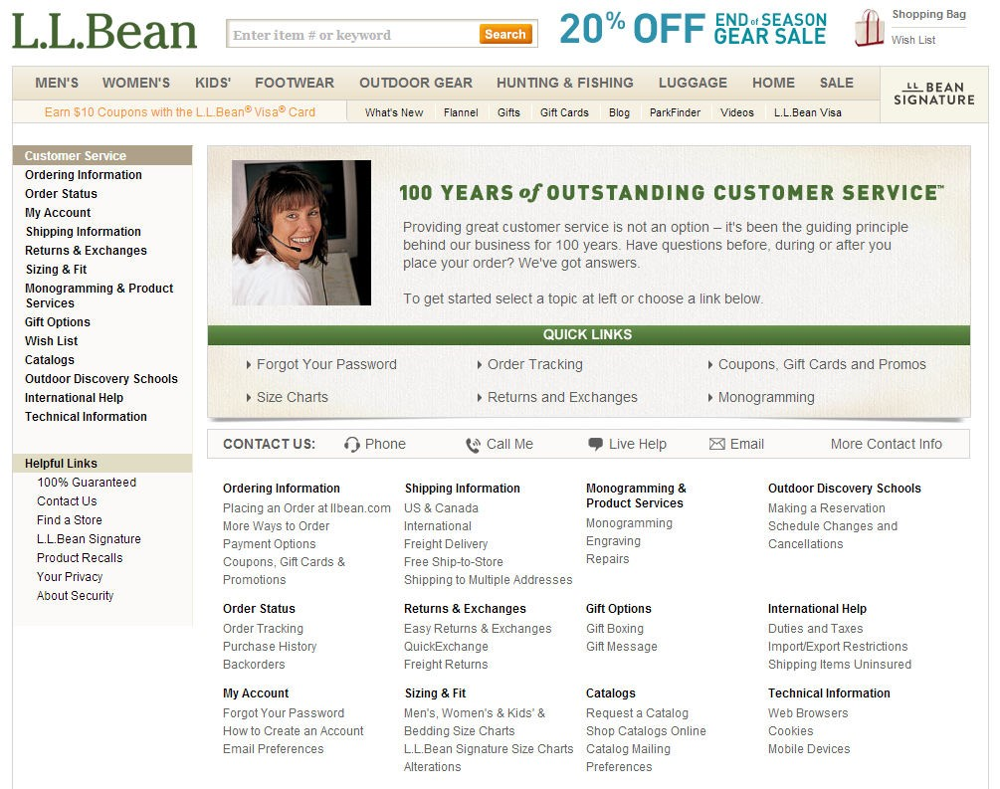 L.L.Bean
Enter item # or keyword
Search
20% OFF END of SEASON
GEAR SALE
Shopping Bag
Wish List
MEN'S WOMEN'S KIDS' FOOTWEAR OUTDOOR GEAR HUNTING & FISHING LUGGAGE HOME SALE
L.L.BEAN
SIGNATURE
Earn $10 Coupons with the L.L.Bean® Visa® Card
What's New Flannel Gifts Gift Cards Blog ParkFinder Videos L.L.Bean Visa
Customer Service
Ordering Information
Order Status
My Account
Shipping Information
Returns & Exchanges
Sizing & Fit
Monogramming & Product
Services
Gift Options
Wish List
Catalogs
Outdoor Discovery Schools
International Help
Technical Information
Helpful Links
100% Guaranteed
Contact Us
Find a Store
L.L.Bean Signature
Product Recalls
Your Privacy
About Security
100 YEARS of OUTSTANDING CUSTOMER SERVICE™
Providing great customer service is not an option – it's been the guiding principle
behind our business for 100 years. Have questions before, during or after you
place your order? We've got answers.
To get started select a topic at left or choose a link below.
QUICK LINKS
Forgot Your Password Order Tracking Coupons, Gift Cards and Promos
Size Charts Returns and Exchanges Monogramming
CONTACT US: Phone Call Me Live Help Email More Contact Info
Ordering Information
Placing an Order at llbean.com
More Ways to Order
Payment Options
Coupons, Gift Cards &
Promotions
Shipping Information
US & Canada
International
Freight Delivery
Free Ship-to-Store
Shipping to Multiple Addresses
Monogramming &
Product Services
Monogramming
Engraving
Repairs
Outdoor Discovery Schools
Making a Reservation
Schedule Changes and
Cancellations
Order Status
Order Tracking
Purchase History
Backorders
Returns & Exchanges
Easy Returns & Exchanges
QuickExchange
Freight Returns
Gift Options
Gift Boxing
Gift Message
International Help
Duties and Taxes
Import/Export Restrictions
Shipping Items Uninsured
My Account
Forgot Your Password
How to Create an Account
Email Preferences
Sizing & Fit
Men's, Women's & Kids' &
Bedding Size Charts
L.L.Bean Signature Size Charts
Alterations
Catalogs
Request a Catalog
Shop Catalogs Online
Catalog Mailing
Preferences
Technical Information
Web Browsers
Cookies
Mobile Devices